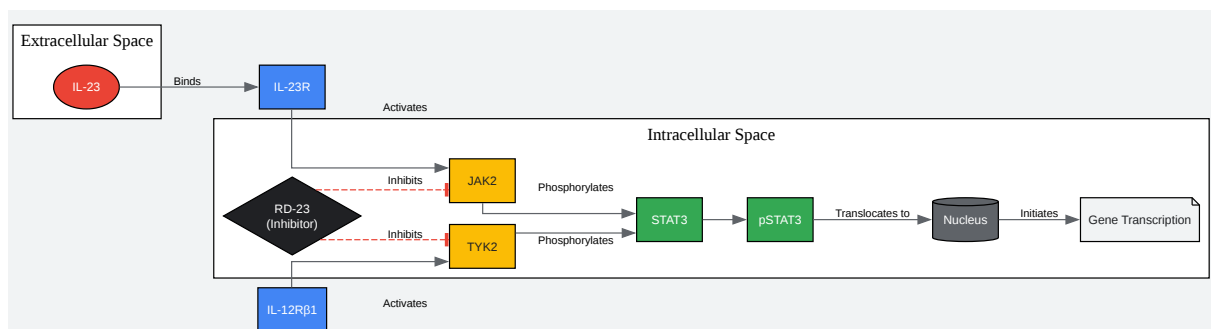 Extracellular Space
IL-23
Binds
IL-23R
Activates
Intracellular Space
Inhibits
JAK2
Phosphorylates
RD-23
(Inhibitor)
STAT3
pSTAT3
Translocates to
Nucleus
Initiates
Gene Transcription
Inhibits
TYK2
Phosphorylates
IL-12Rβ1
Activates